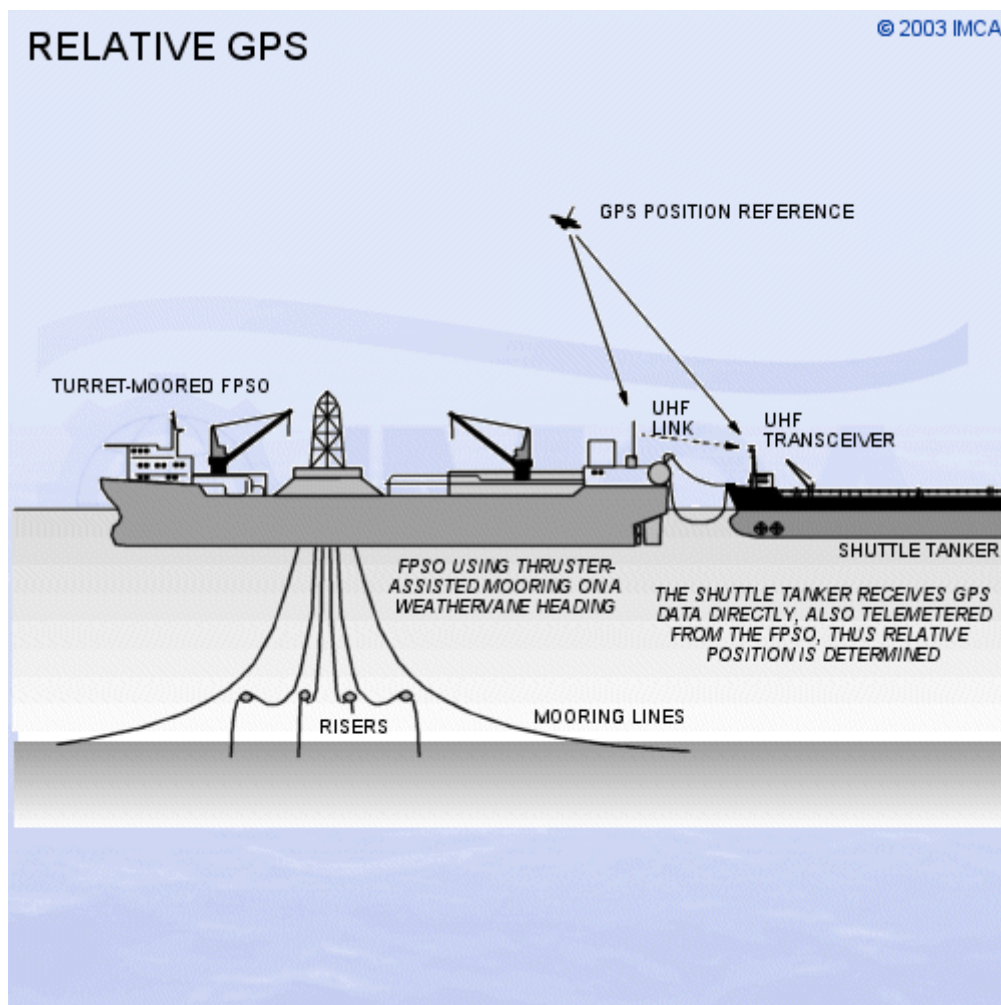 RELATIVE GPS
© 2003 IMCA
GPS POSITION REFERENCE
TURRET-MOORED FPSO
UHF
LINK
UHF
TRANSCEIVER
SHUTTLE TANKER
FPSO USING THRUSTER-
ASSISTED MOORING ON A
WEATHERVANE HEADING
THE SHUTTLE TANKER RECEIVES GPS
DATA DIRECTLY, ALSO TELEMETERED
FROM THE FPSO, THUS RELATIVE
POSITION IS DETERMINED
RISERS
MOORING LINES